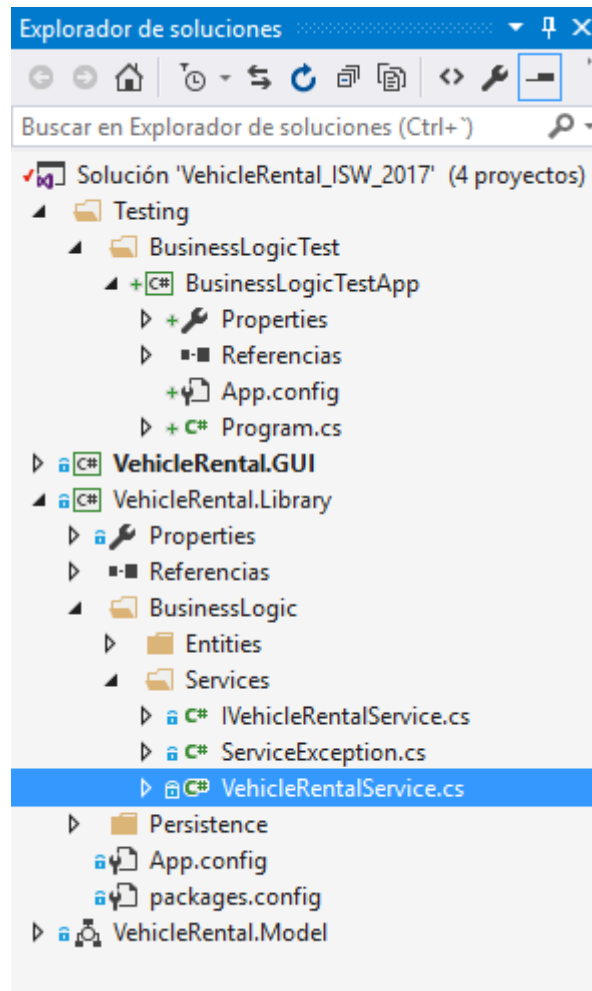 Explorador de soluciones
Buscar en Explorador de soluciones (Ctrl+`)
Solución 'VehicleRental_ISW_2017' (4 proyectos)
Testing
BusinessLogicTest
+ C# BusinessLogicTestApp
+ Properties
Referencias
+ App.config
+ C# Program.cs
C# VehicleRental.GUI
C# VehicleRental.Library
Properties
Referencias
BusinessLogic
Entities
Services
C# IVehicleRentalService.cs
C# ServiceException.cs
C# VehicleRentalService.cs
Persistence
App.config
packages.config
VehicleRental.Model